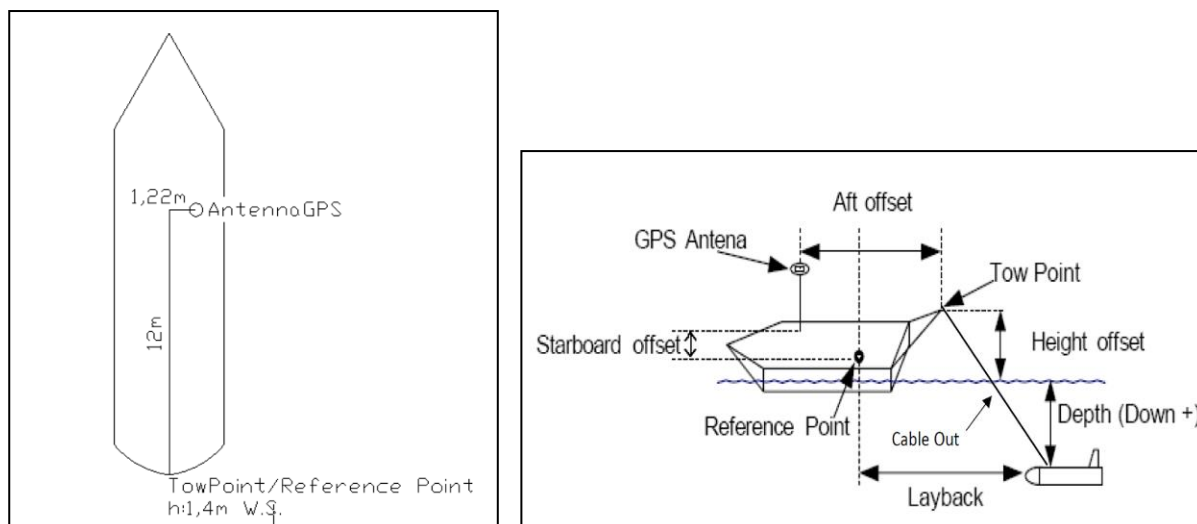 1,22m
AntennaGPS
12m
TowPoint/Reference Point
h:1,4m W.S.
Aft offset
GPS Antena
Tow Point
Starboard offset
Height offset
Reference Point
Cable Out
Depth (Down +)
Layback